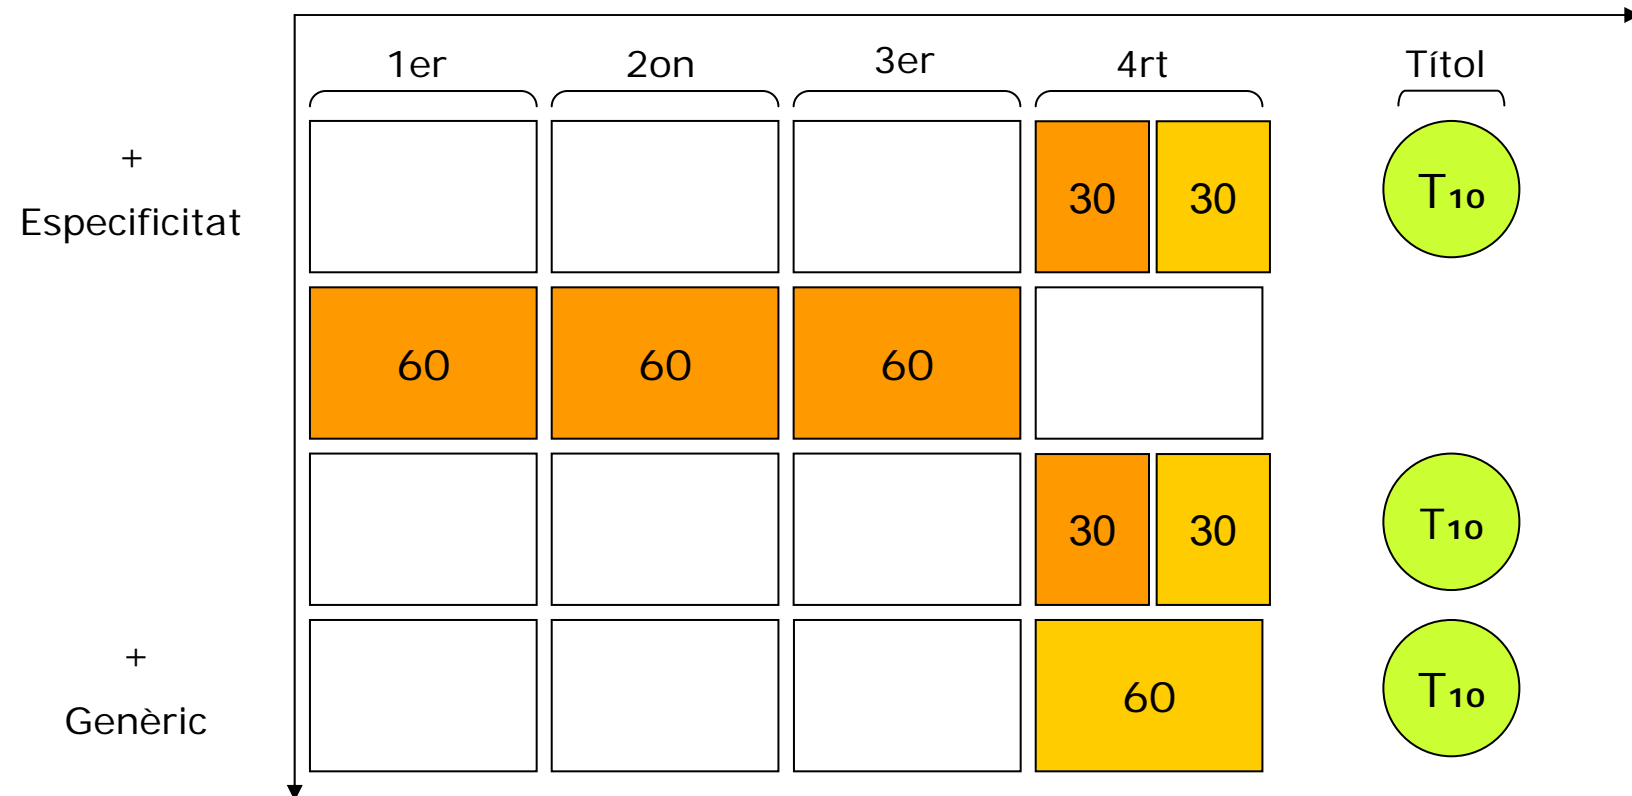 1er 2on 3er 4rt Títol
+
Especificitat
30 30 T10
60 60 60
30 30 T10
+
Genèric
60 T10